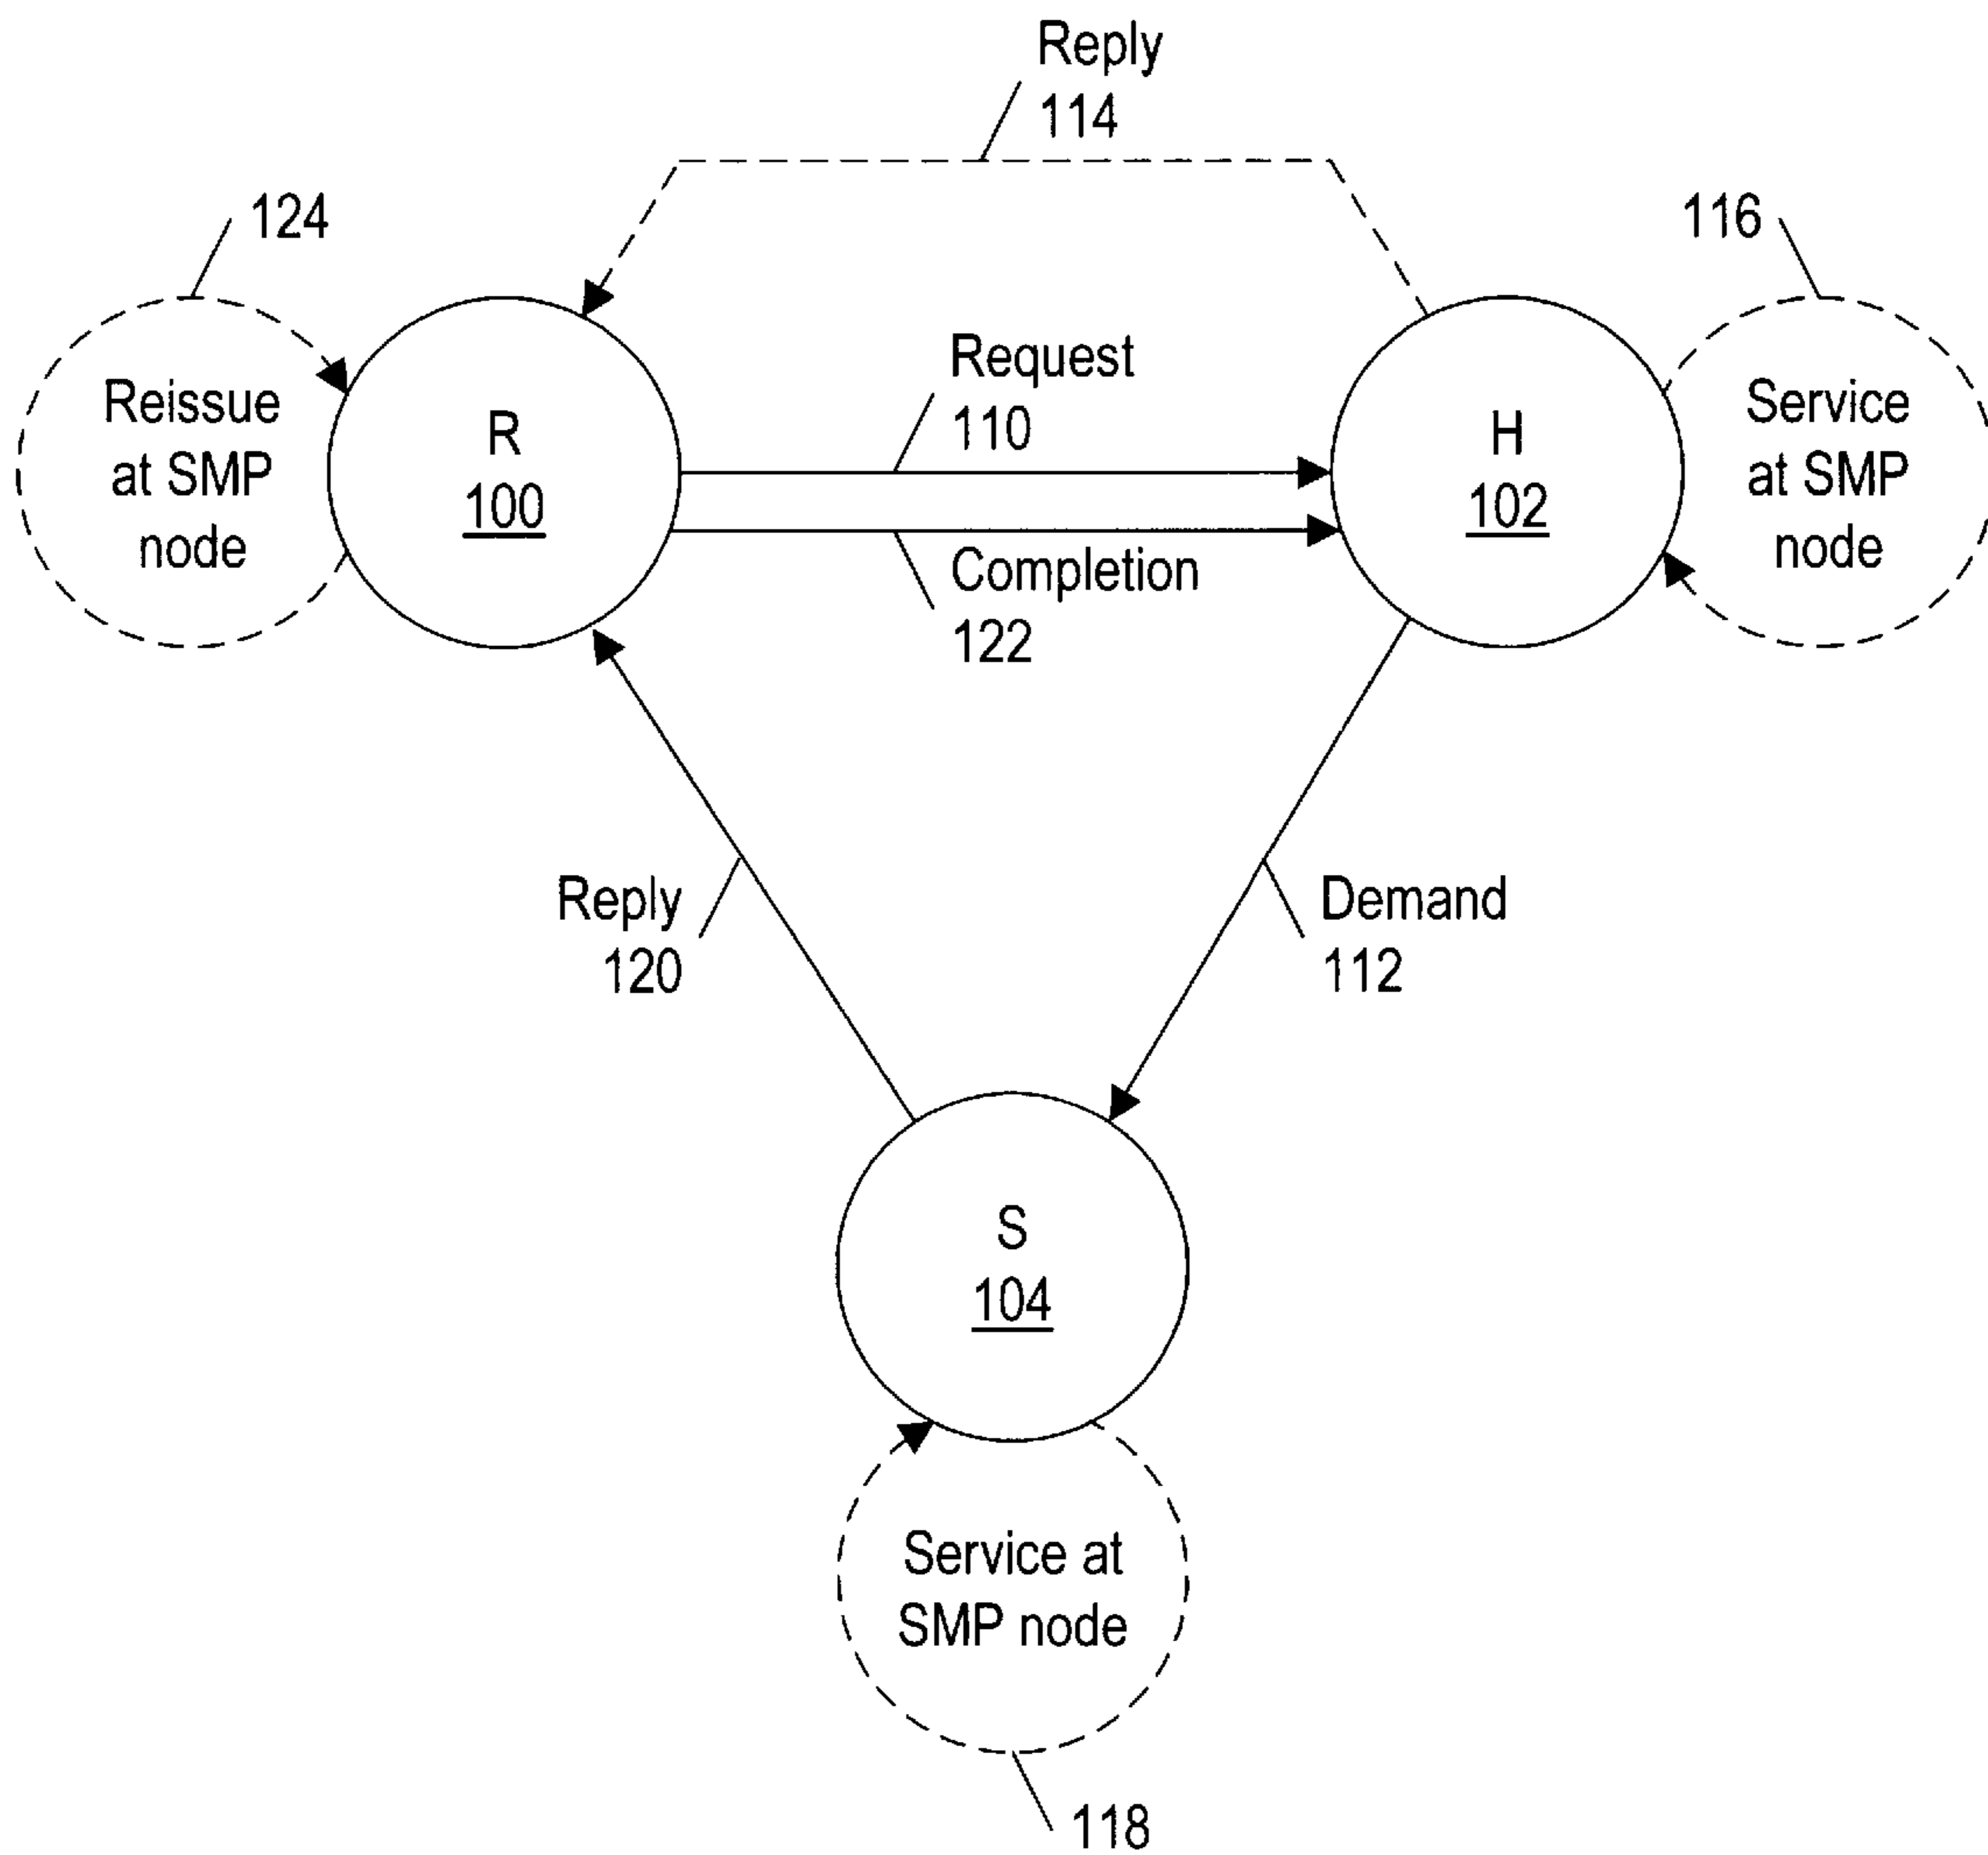 Reply
114
124
116
Request
110
Reissue
at SMP
node
R
100
H
102
Service
at SMP
node
Completion
122
Reply
120
Demand
112
S
104
Service at
SMP node
118